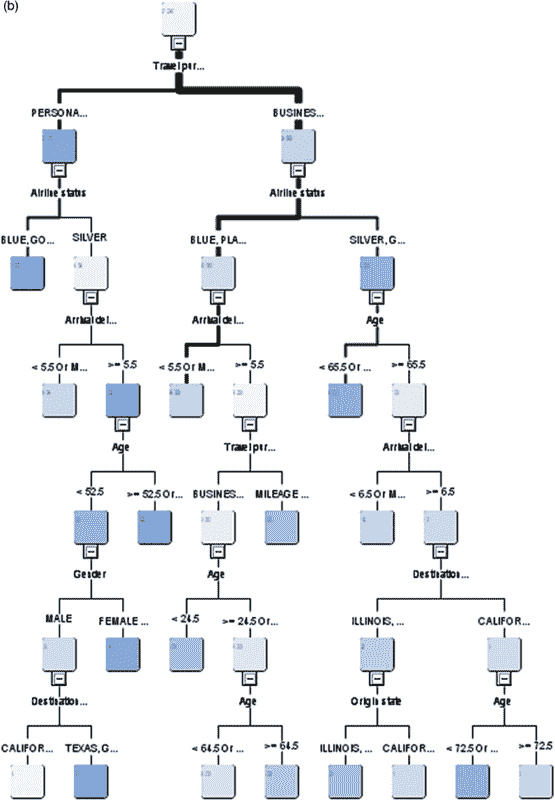 (b)
Travel pur...
PERSONA... BUSINES...
Airline status Airline status
BLUE, GO... SILVER BLUE, PLA... SILVER, G...
Arrival del... Arrival del... Age
< 5.5 Or M... >= 5.5 < 5.5 Or M... >= 5.5 < 65.5 Or ... >= 65.5
Age Travel pur... Arrival del...
< 52.5 >= 52.5 Or... BUSINES... MILEAGE ... < 6.5 Or M... >= 6.5
Gender Age Destination...
MALE FEMALE ... < 24.5 >= 24.5 Or... ILLINOIS, ... CALIFOR...
Destination... Age Origin state Age
CALIFOR... TEXAS, G... < 64.5 Or ... >= 64.5 ILLINOIS, ... CALIFOR... < 72.5 Or ... >= 72.5